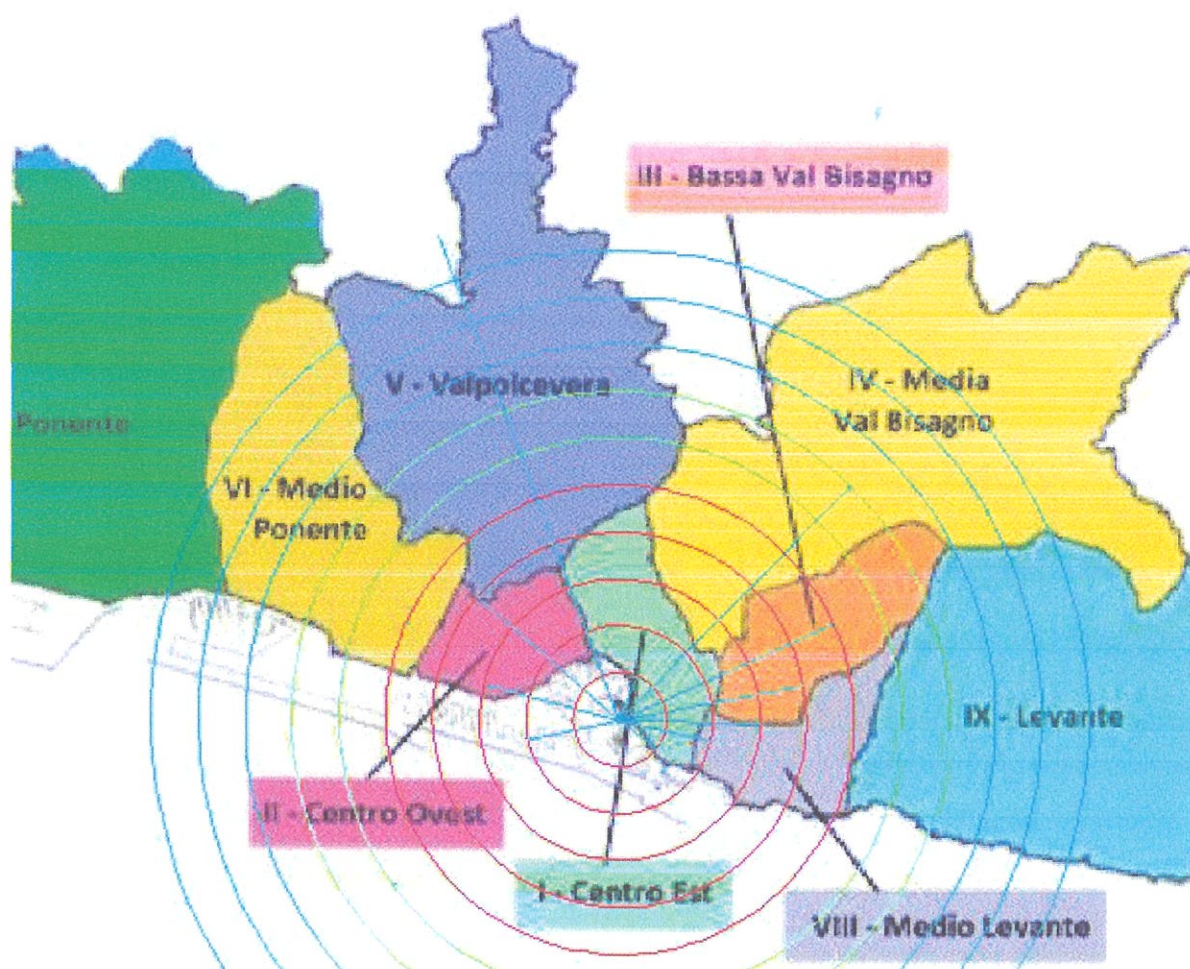 III - Bassa Val Bisagno
V - Valpolcevera
IV - Media
Val Bisagno
Ponente
VI - Medio
Ponente
IX - Levante
II - Centro Ovest
I - Centro Est
VIII - Medio Levante